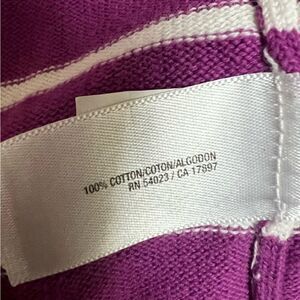 100% COTTON/COTON/ALGODON
RN 54023 / CA 17897